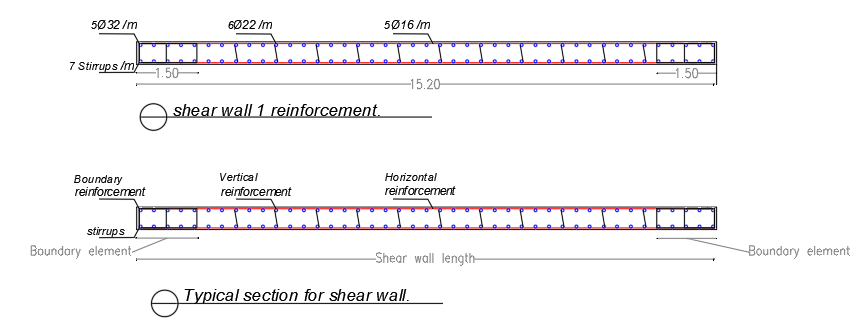 5Ø32 /m
6Ø22 /m
5Ø16 /m
7 Stirrups /m
1.50
1.50
15.20
shear wall 1 reinforcement.
Boundary
reinforcement
Vertical
reinforcement
Horizontal
reinforcement
stirrups
Boundary element
Boundary element
Shear wall length
Typical section for shear wall.